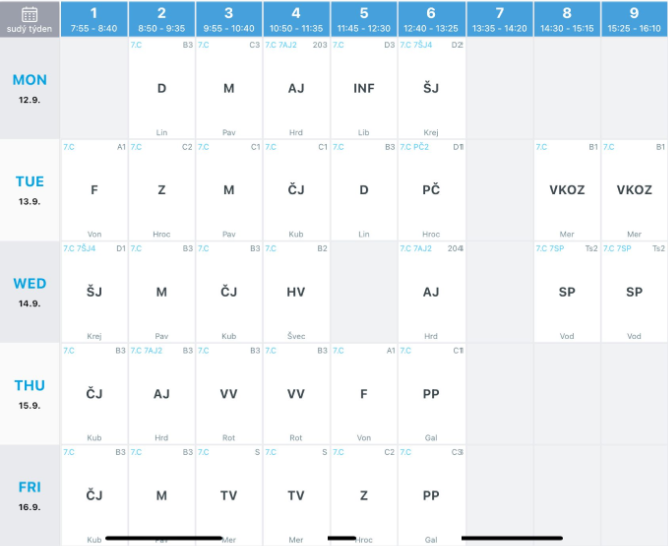 sudý týden
1 2 3 4 5 6 7 8 9
7:55 - 8:40 8:50 - 9:35 9:55 - 10:40 10:50 - 11:35 11:45 - 12:30 12:40 - 13:25 13:35 - 14:20 14:30 - 15:15 15:25 - 16:10
7.C B3 7.C C3 7.C 7AJ2 203 7.C D3 7.C 7ŠJ4 D2
MON
12.9.
D M AJ INF ŠJ
Lin Pav Hrd Lib Krej
7.C A1 7.C C2 7.C C1 7.C C1 7.C B3 7.C PČ2 D1 7.C B1 7.C B1
TUE
13.9.
F Z M ČJ D PČ VKOZ VKOZ
Von Hroc Pav Kub Lin Hroc Mer Mer
7.C 7ŠJ4 D1 7.C B3 7.C B3 7.C B2 7.C 7AJ2 204 7.C 7SP Ts2 7.C 7SP Ts2
WED
14.9.
ŠJ M ČJ HV AJ SP SP
Krej Pav Kub Švec Hrd Vod Vod
7.C B3 7.C 7AJ2 B3 7.C B3 7.C B3 7.C A1 7.C C1
THU
15.9.
ČJ AJ VV VV F PP
Kub Hrd Rot Rot Von Gal
7.C B3 7.C B3 7.C S 7.C S 7.C C2 7.C C3
FRI
16.9.
ČJ M TV TV Z PP
Kub Mer Mer Hroc Gal